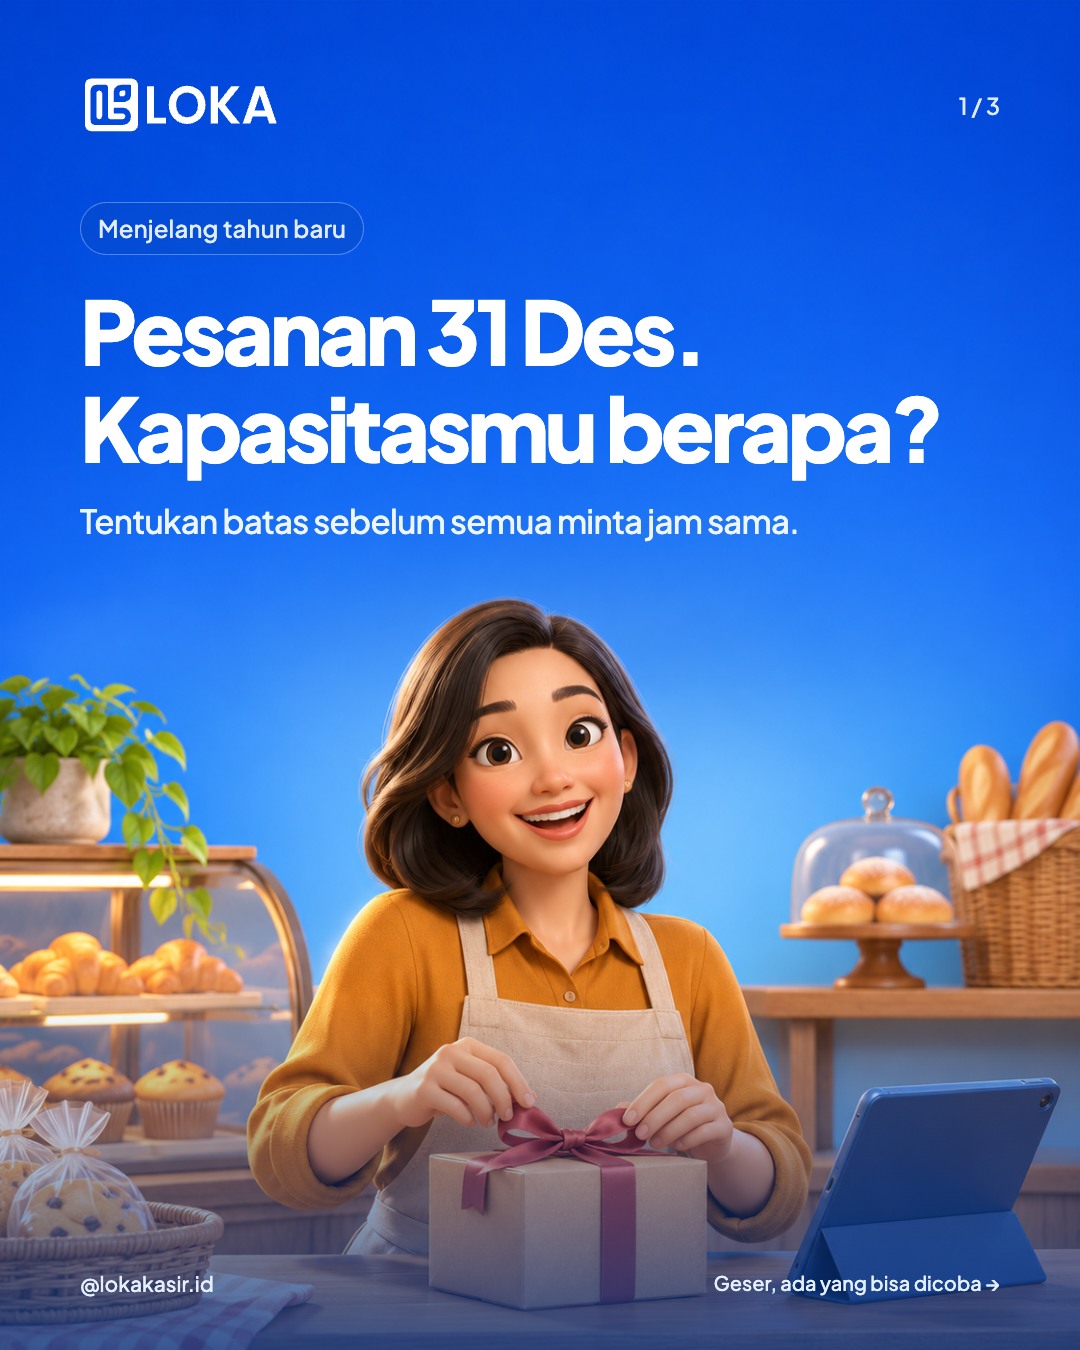 LOKA
1/3
Menjelang tahun baru
Pesanan 31 Des.
Kapasitasmu berapa?
Tentukan batas sebelum semua minta jam sama.
@lokakasir.id
Geser, ada yang bisa dicoba →